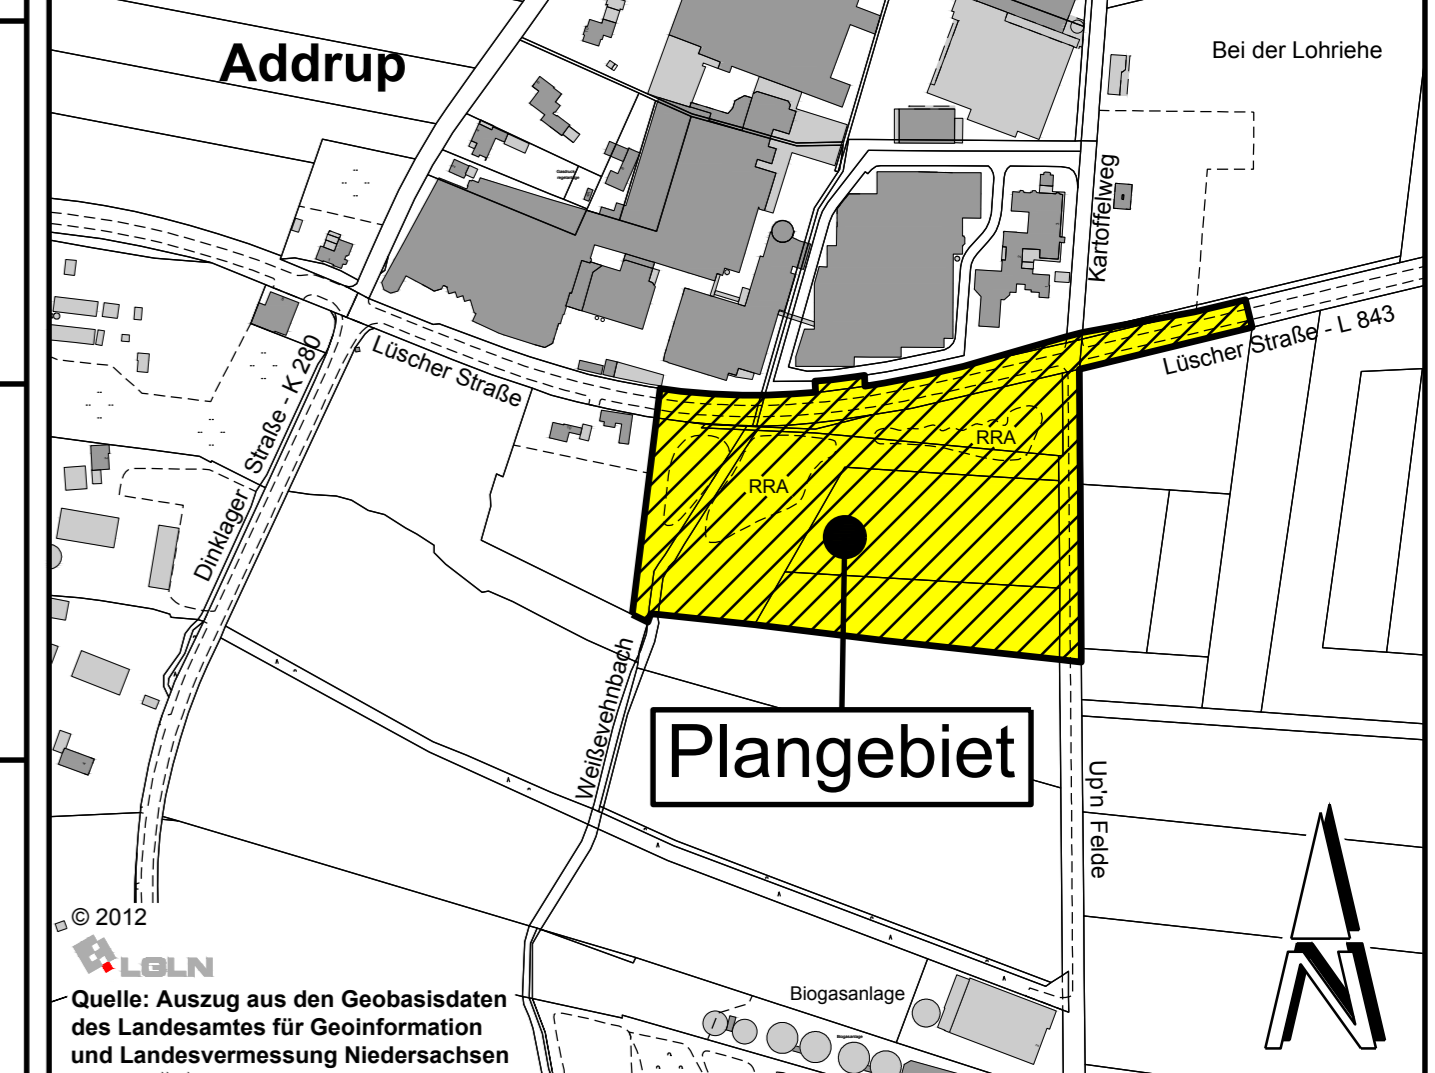 Addrup
Bei der Lohriehe
Kartoffelweg
Lüscher Straße - L 843
Lüscher Straße
Dinklager Straße - K 280
RRA
RRA
Weißevehnbach
Plangebiet
Up'n Felde
Biogasanlage
Biogasanlage
© 2012
LGLN
Quelle: Auszug aus den Geobasisdaten
des Landesamtes für Geoinformation
und Landesvermessung Niedersachsen
N